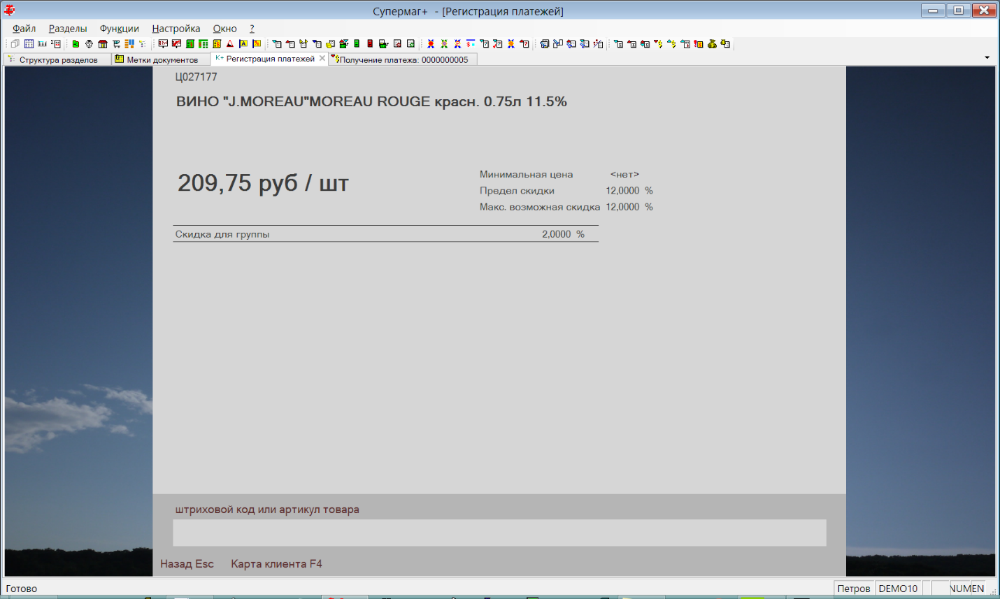 Супермаг+ - [Регистрация платежей]
Файл Разделы Функции Настройка Окно ?
Структура разделов Метки документов К+ Регистрация платежей Получение платежа: 0000000005
Ц027177
ВИНО "J.MOREAU"MOREAU ROUGE красн. 0.75л 11.5%
209,75 руб / шт
Минимальная цена <нет>
Предел скидки 12,0000 %
Макс. возможная скидка 12,0000 %
Скидка для группы 2,0000 %
штриховой код или артикул товара
Назад Esc Карта клиента F4
Готово Петров DEMO10 NUM EN